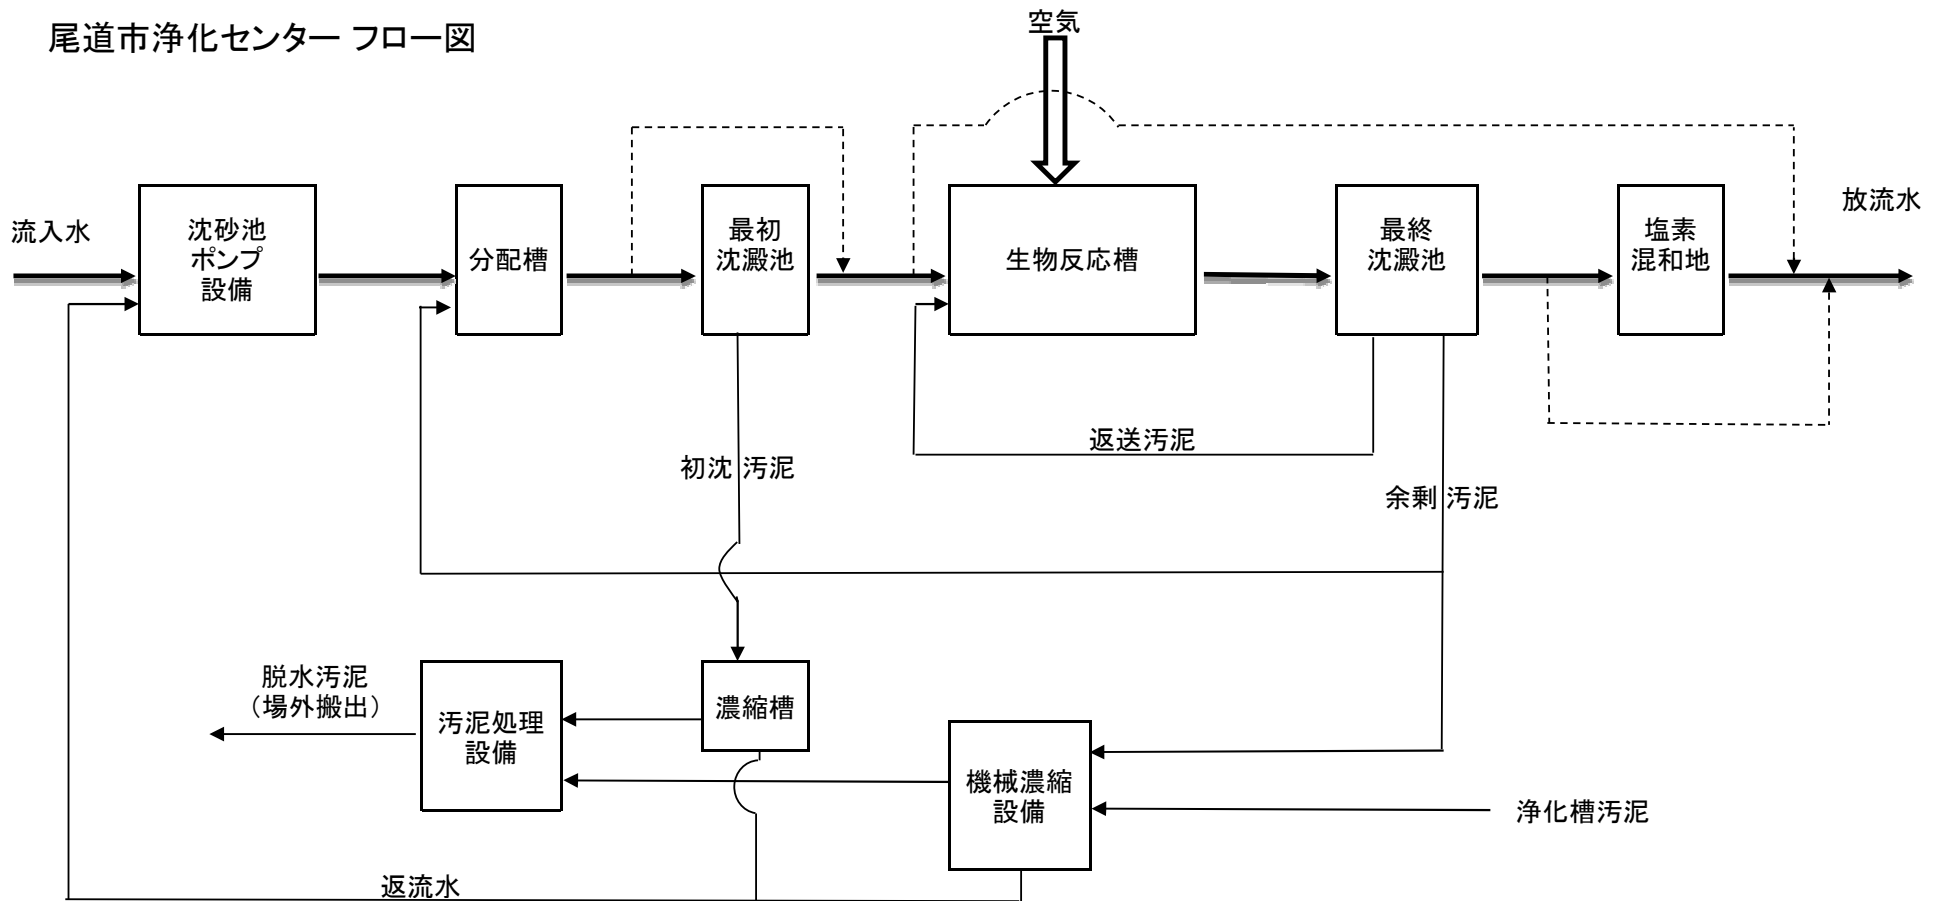 尾道市浄化センター フロー図
空気
流入水
沈砂池
ポンプ
設備
分配槽
最初
沈澱池
生物反応槽
最終
沈澱池
塩素
混和地
放流水
返送汚泥
初沈 汚泥
余剰 汚泥
脱水汚泥
（場外搬出）
汚泥処理
設備
濃縮槽
機械濃縮
設備
浄化槽汚泥
返流水